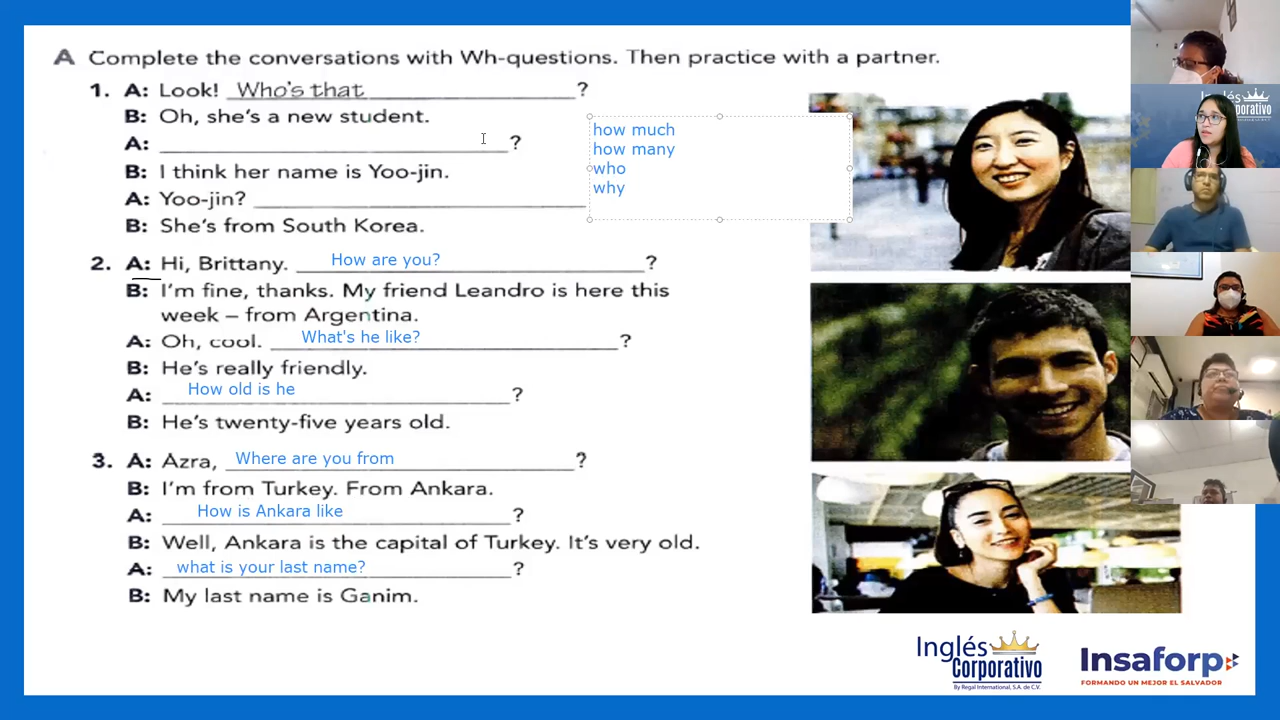 A Complete the conversations with Wh-questions. Then practice with a partner.
1. A: Look! Who's that ?
B: Oh, she's a new student.
A: ?
B: I think her name is Yoo-jin.
A: Yoo-jin?
B: She's from South Korea.
how much
how many
who
why
2. A: Hi, Brittany. How are you? ?
B: I'm fine, thanks. My friend Leandro is here this
week – from Argentina.
A: Oh, cool. What's he like? ?
B: He's really friendly.
A: How old is he ?
B: He's twenty-five years old.
3. A: Azra, Where are you from ?
B: I'm from Turkey. From Ankara.
A: How is Ankara like ?
B: Well, Ankara is the capital of Turkey. It's very old.
A: what is your last name? ?
B: My last name is Ganim.
Inglés
Corporativo
By Regal International, S.A. de C.V.
Insaforp
FORMANDO UN MEJOR EL SALVADOR
Inglés
Corporativo